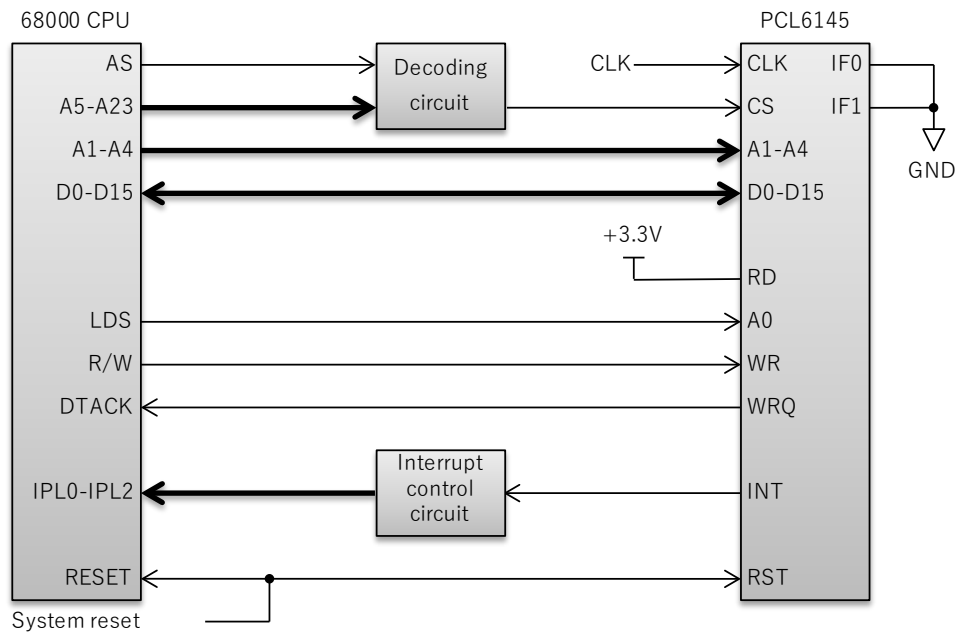 68000 CPU
PCL6145
AS
Decoding
circuit
CLK
CLK
IF0
A5-A23
CS
IF1
A1-A4
A1-A4
GND
D0-D15
D0-D15
+3.3V
RD
LDS
A0
R/W
WR
DTACK
WRQ
Interrupt
control
circuit
IPL0-IPL2
INT
RESET
RST
System reset